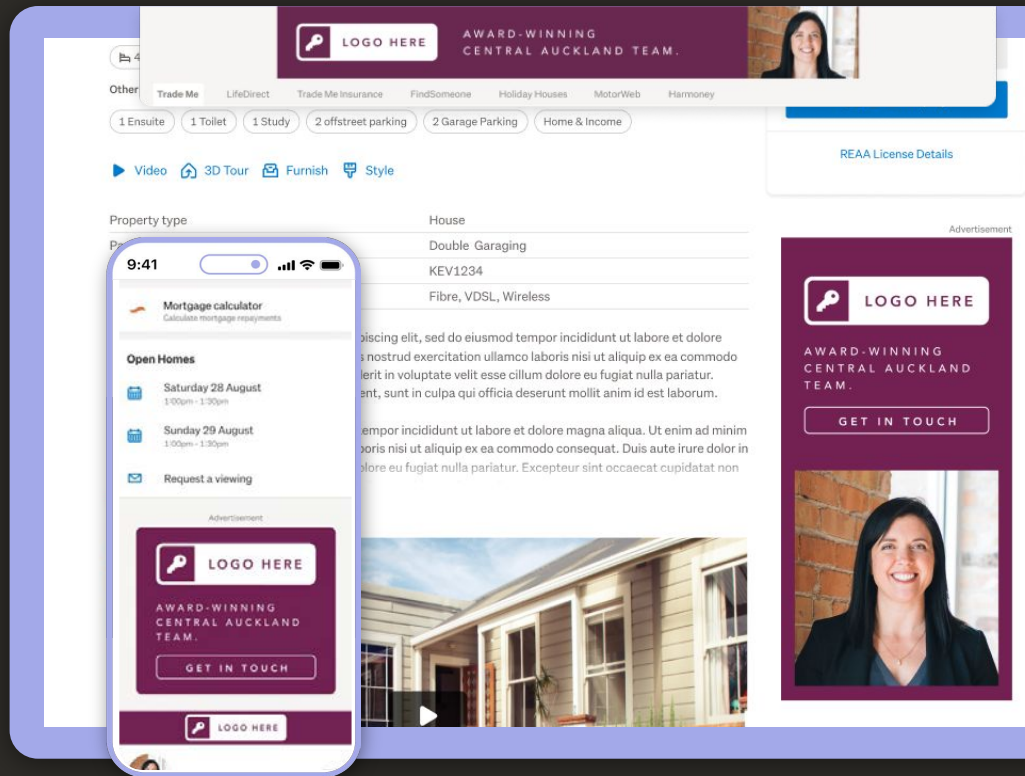 LOGO HERE
AWARD-WINNING
CENTRAL AUCKLAND TEAM.
Trade Me LifeDirect Trade Me Insurance FindSomeone Holiday Houses MotorWeb Harmoney
4
Other
1 Ensuite 1 Toilet 1 Study 2 offstreet parking 2 Garage Parking Home & Income
Video 3D Tour Furnish Style
Property type House
Double Garaging
KEV1234
Fibre, VDSL, Wireless
elit, sed do eiusmod tempor incididunt ut labore et dolore
nostrud exercitation ullamco laboris nisi ut aliquip ex ea commodo
in voluptate velit esse cillum dolore eu fugiat nulla pariatur.
sunt in culpa qui officia deserunt mollit anim id est laborum.
incididunt ut labore et dolore magna aliqua. Ut enim ad minim
nisi ut aliquip ex ea commodo consequat. Duis aute irure dolor in
eu fugiat nulla pariatur. Excepteur sint occaecat cupidatat non
REAA License Details
Advertisement
LOGO HERE
AWARD-WINNING
CENTRAL AUCKLAND
TEAM.
GET IN TOUCH
9:41
Mortgage calculator
Calculate mortgage repayments
Open Homes
Saturday 28 August
1:00pm - 1:30pm
Sunday 29 August
1:00pm - 1:30pm
Request a viewing
Advertisement
LOGO HERE
AWARD-WINNING
CENTRAL AUCKLAND
TEAM.
GET IN TOUCH
LOGO HERE